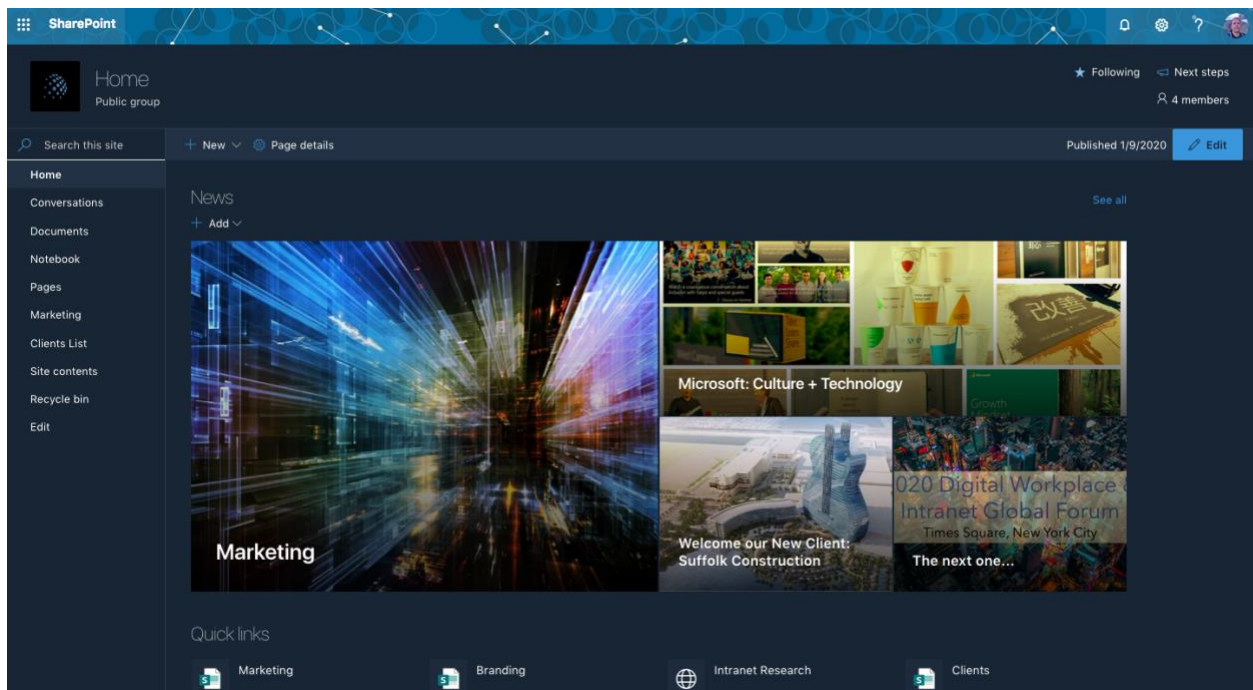 SharePoint
Home
Public group
Following
Next steps
4 members
Search this site
New
Page details
Published 1/9/2020
Edit
Home
Conversations
Documents
Notebook
Pages
Marketing
Clients List
Site contents
Recycle bin
Edit
News
See all
Add
Marketing
改善
Microsoft: Culture + Technology
Growth
Welcome our New Client:
Suffolk Construction
020 Digital Workplace &
Intranet Global Forum
Times Square, New York City
The next one...
Quick links
Marketing
Branding
Intranet Research
Clients